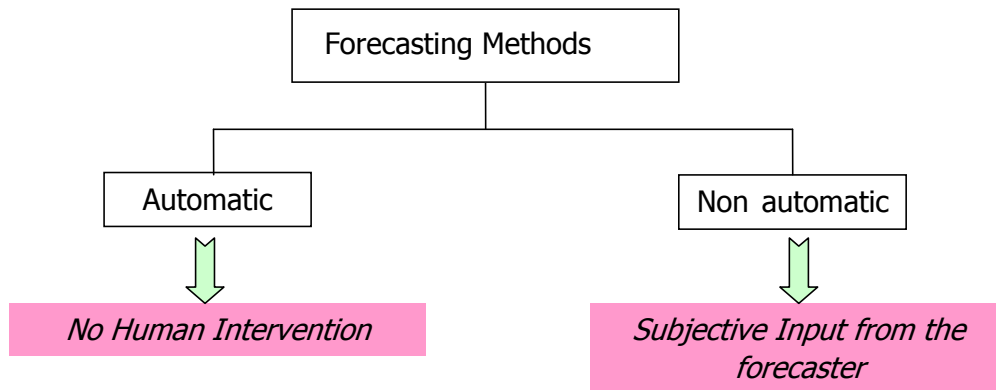 Forecasting Methods
Automatic
Non automatic
No Human Intervention
Subjective Input from the
forecaster